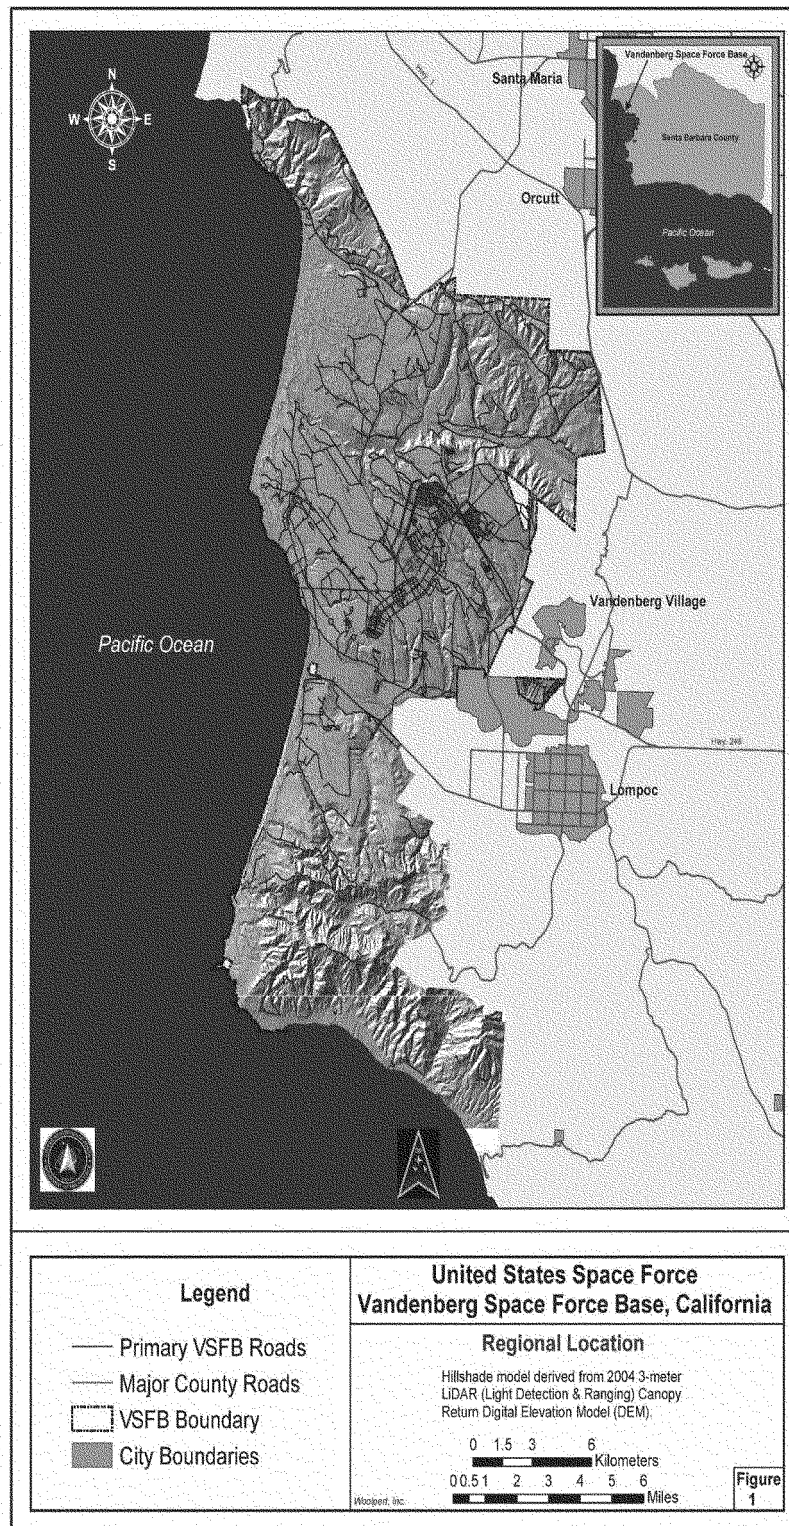 Santa Maria
Hwy. 1
Vandenberg Space Force Base
Santa Barbara County
Pacific Ocean
N
W
E
S
Orcutt
Vandenberg Village
Pacific Ocean
Hwy. 246
Lompoc
Legend
Primary VSFB Roads
Major County Roads
VSFB Boundary
City Boundaries
United States Space Force
Vandenberg Space Force Base, California
Regional Location
Hillshade model derived from 2004 3-meter
LiDAR (Light Detection & Ranging) Canopy
Return Digital Elevation Model (DEM).
0 1.5 3 6
Kilometers
0 0.5 1 2 3 4 5 6
Miles
Woolpert, Inc.
Figure
1